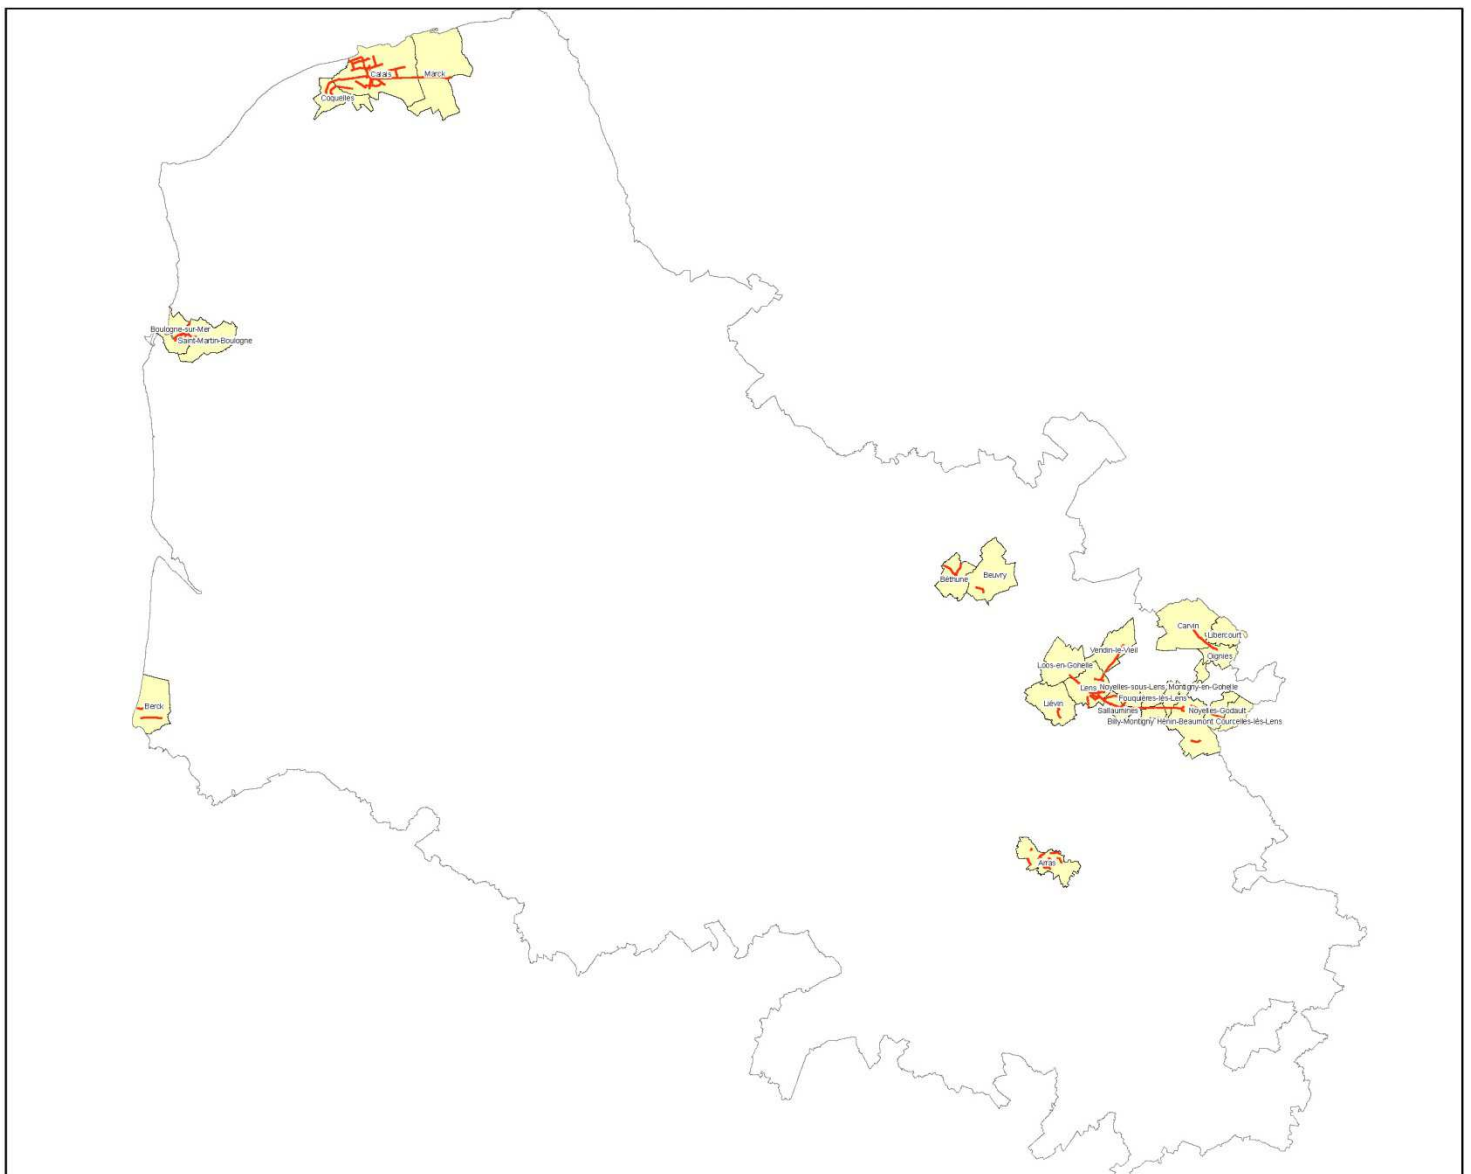 Calais
Marck
Coquelles
Boulogne-sur-Mer
Saint-Martin-Boulogne
Béthune
Beuvry
Carvin
Libercourt
Oignies
Vendin-le-Vieil
Loos-en-Gohelle
Lens
Noyelles-sous-Lens
Montigny-en-Gohelle
Fouquières-lès-Lens
Liévin
Sallaumines
Noyelles-Godault
Billy-Montigny
Hénin-Beaumont
Courcelles-lès-Lens
Berck
Arras